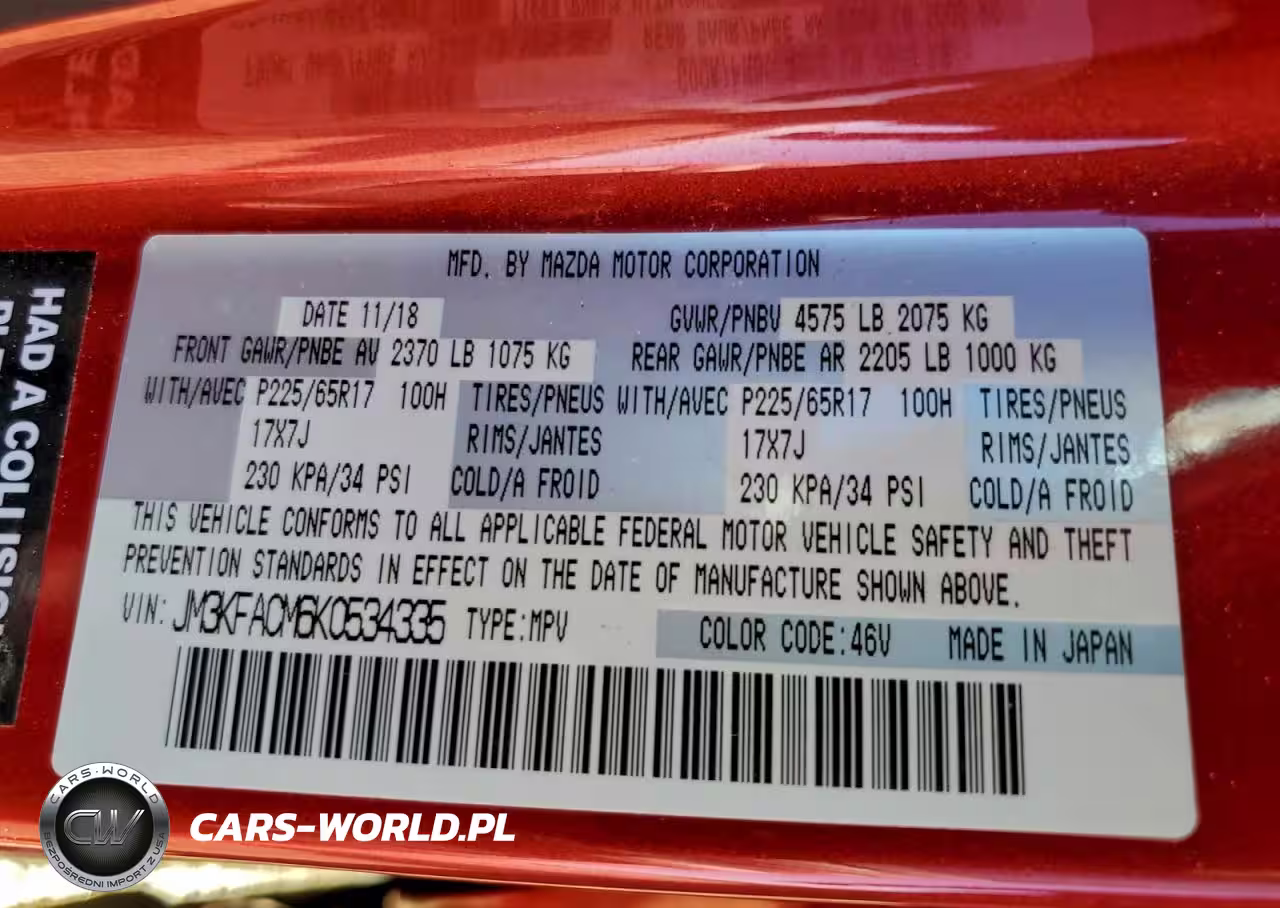 MFD. BY MAZDA MOTOR CORPORATION
DATE 11/18 GVWR/PNBV 4575 LB 2075 KG
FRONT GAWR/PNBE AV 2370 LB 1075 KG REAR GAWR/PNBE AR 2205 LB 1000 KG
WITH/AVEC P225/65R17 100H TIRES/PNEUS WITH/AVEC P225/65R17 100H TIRES/PNEUS
17X7J RIMS/JANTES 17X7J RIMS/JANTES
230 KPA/34 PSI COLD/A FROID 230 KPA/34 PSI COLD/A FROID
THIS VEHICLE CONFORMS TO ALL APPLICABLE FEDERAL MOTOR VEHICLE SAFETY AND THEFT
PREVENTION STANDARDS IN EFFECT ON THE DATE OF MANUFACTURE SHOWN ABOVE.
VIN: JM3KFACM6K0534335 TYPE:MPV COLOR CODE:46V MADE IN JAPAN
HAD A COLLISIO
CARS-WORLD
CW
BEZPOŚREDNI IMPORT Z USA
CARS-WORLD.PL